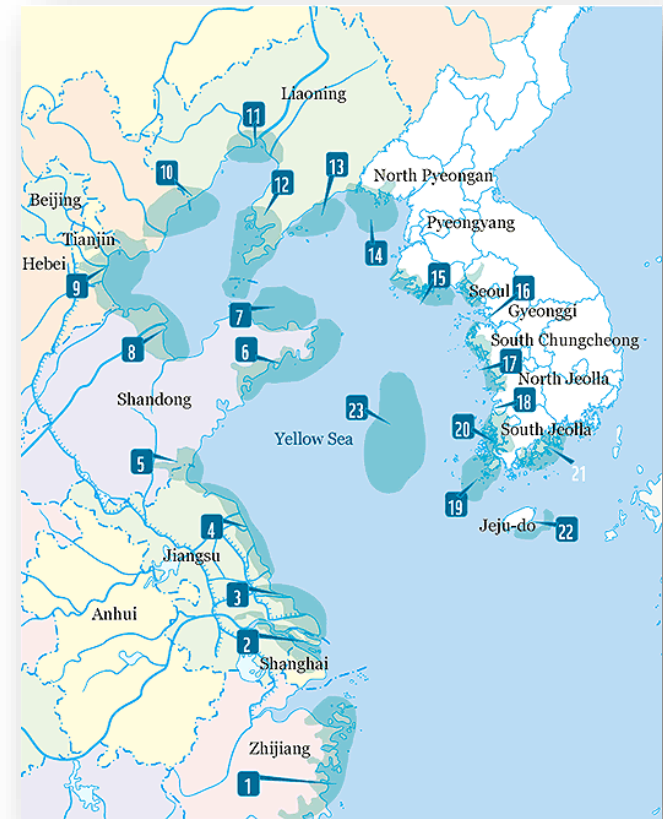 Liaoning
11
10
13
12
North Pyeongan
Beijing
Pyeongyang
Tianjin
14
Hebei
15
9
Seoul
16
7
Gyeonggi
8
6
South Chungcheong
17
North Jeolla
Shandong
23
18
Yellow Sea
20
South Jeolla
5
21
19
4
Jeju-do
22
Jiangsu
3
Anhui
2
Shanghai
Zhijiang
1